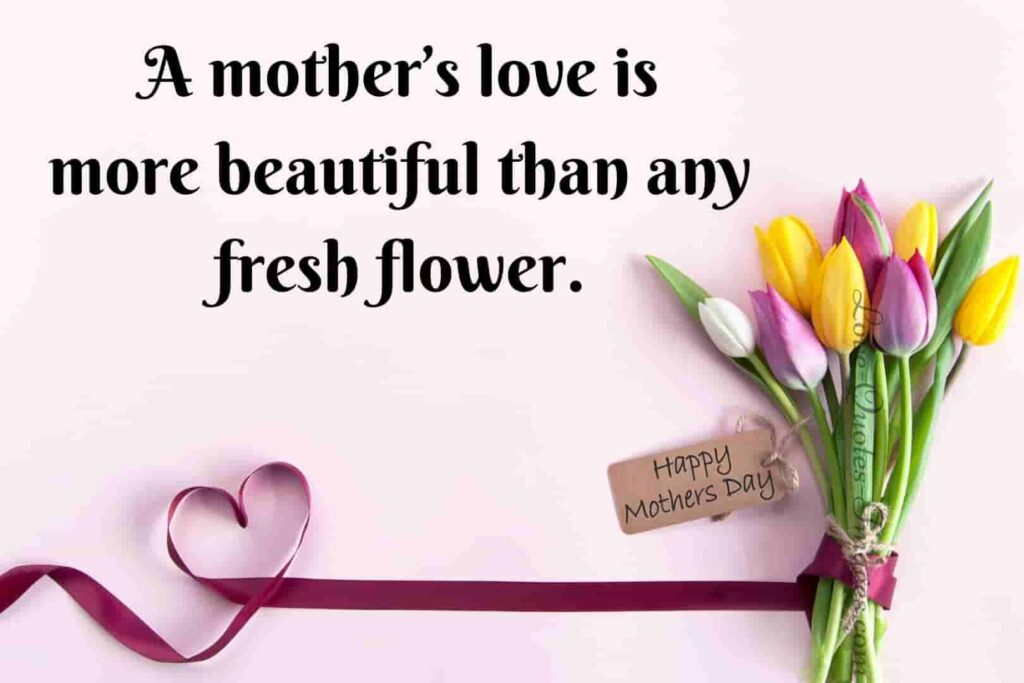 A mother’s love is
more beautiful than any
fresh flower.
Happy
Mothers Day